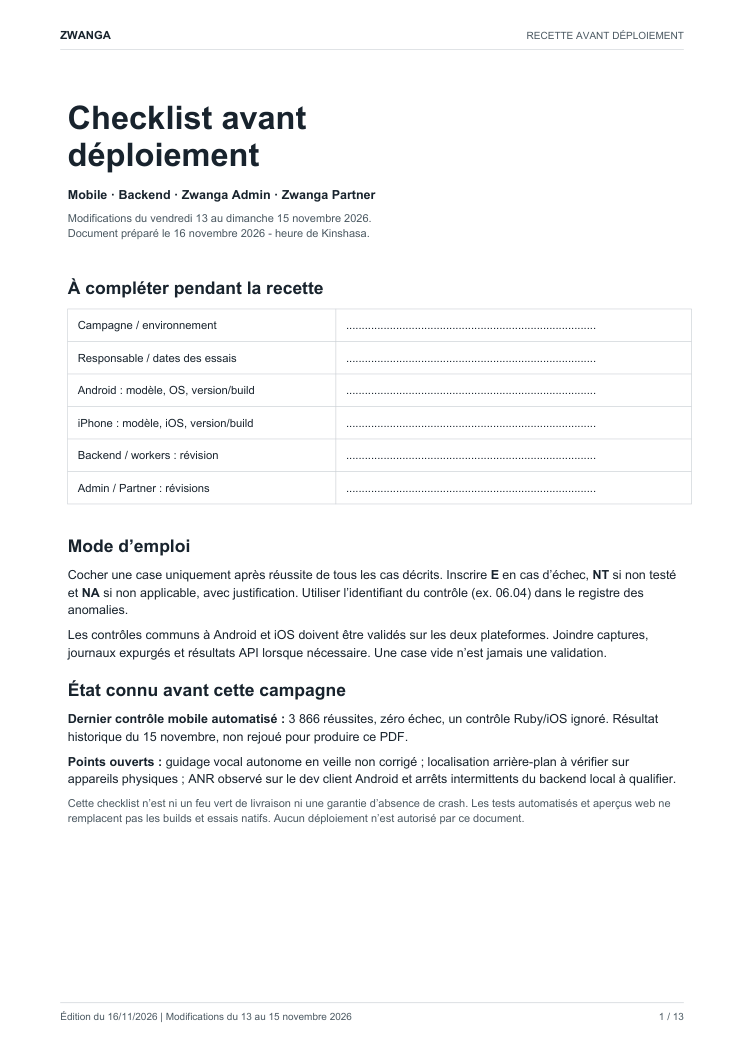 ZWANGA
RECETTE AVANT DÉPLOIEMENT
Checklist avant
déploiement
Mobile · Backend · Zwanga Admin · Zwanga Partner
Modifications du vendredi 13 au dimanche 15 novembre 2026.
Document préparé le 16 novembre 2026 - heure de Kinshasa.
À compléter pendant la recette
Campagne / environnement ................................................................................
Responsable / dates des essais ................................................................................
Android : modèle, OS, version/build ................................................................................
iPhone : modèle, iOS, version/build ................................................................................
Backend / workers : révision ................................................................................
Admin / Partner : révisions ................................................................................
Mode d’emploi
Cocher une case uniquement après réussite de tous les cas décrits. Inscrire E en cas d’échec, NT si non testé
et NA si non applicable, avec justification. Utiliser l’identifiant du contrôle (ex. 06.04) dans le registre des
anomalies.
Les contrôles communs à Android et iOS doivent être validés sur les deux plateformes. Joindre captures,
journaux expurgés et résultats API lorsque nécessaire. Une case vide n’est jamais une validation.
État connu avant cette campagne
Dernier contrôle mobile automatisé : 3 866 réussites, zéro échec, un contrôle Ruby/iOS ignoré. Résultat
historique du 15 novembre, non rejoué pour produire ce PDF.
Points ouverts : guidage vocal autonome en veille non corrigé ; localisation arrière-plan à vérifier sur
appareils physiques ; ANR observé sur le dev client Android et arrêts intermittents du backend local à qualifier.
Cette checklist n’est ni un feu vert de livraison ni une garantie d’absence de crash. Les tests automatisés et aperçus web ne
remplacent pas les builds et essais natifs. Aucun déploiement n’est autorisé par ce document.
Édition du 16/11/2026 | Modifications du 13 au 15 novembre 2026
1 / 13